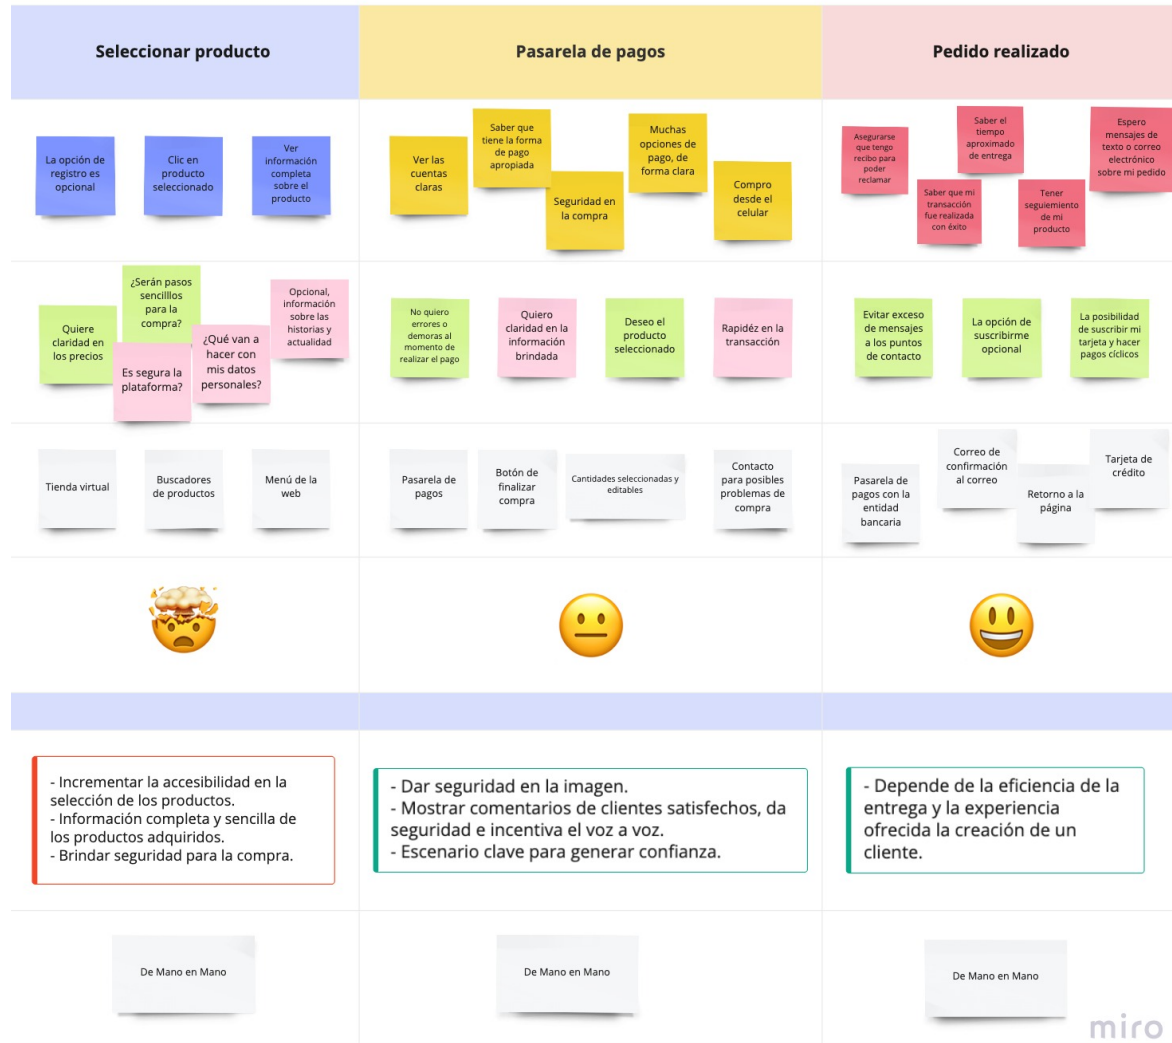 Seleccionar producto
Pasarela de pagos
Pedido realizado
La opción de
registro es
opcional
Clic en
producto
seleccionado
Ver
información
completa
sobre el
producto
Ver las
cuentas
claras
Saber que
tiene la forma
de pago
apropiada
Seguridad en
la compra
Muchas
opciones de
pago, de
forma clara
Compro
desde el
celular
Asegurarse
que tengo
recibo para
poder
reclamar
Saber que mi
transacción
fue realizada
con éxito
Saber el
tiempo
aproximado
de entrega
Tener
seguiemiento
de mi
producto
Espero
mensajes de
texto o correo
electrónico
sobre mi pedido
Quiere
claridad en
los precios
¿Serán pasos
sencilllos
para la
compra?
Es segura la
plataforma?
¿Qué van a
hacer con
mis datos
personales?
Opcional,
información
sobre las
historias y
actualidad
No quiero
errores o
demoras al
momento de
realizar el pago
Quiero
claridad en la
información
brindada
Deseo el
producto
seleccionado
Rapidéz en la
transacción
Evitar exceso
de mensajes
a los puntos
de contacto
La opción de
suscribirme
opcional
La posibilidad
de suscribir mi
tarjeta y hacer
pagos cíclicos
Tienda virtual
Buscadores
de productos
Menú de la
web
Pasarela de
pagos
Botón de
finalizar
compra
Cantidades seleccionadas y
editables
Contacto
para posibles
problemas de
compra
Pasarela de
pagos con la
entidad
bancaria
Correo de
confirmación
al correo
Retorno a la
página
Tarjeta de
crédito
- Incrementar la accesibilidad en la
selección de los productos.
- Información completa y sencilla de
los productos adquiridos.
- Brindar seguridad para la compra.
- Dar seguridad en la imagen.
- Mostrar comentarios de clientes satisfechos, da
seguridad e incentiva el voz a voz.
- Escenario clave para generar confianza.
- Depende de la eficiencia de la
entrega y la experiencia
ofrecida la creación de un
cliente.
De Mano en Mano
De Mano en Mano
De Mano en Mano
miro